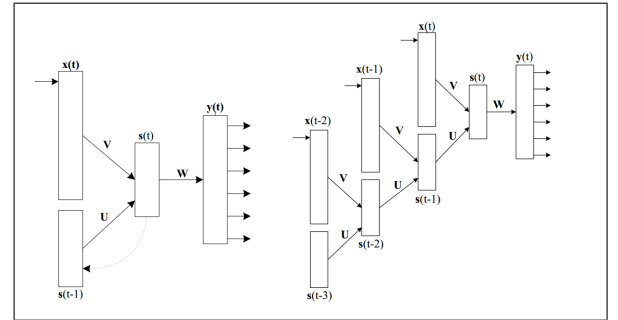 x(t)
V
s(t)
y(t)
W
U
s(t-1)
x(t)
y(t)
x(t-1)
s(t)
V
W
x(t-2)
V
U
V
s(t-1)
U
U
s(t-2)
s(t-3)